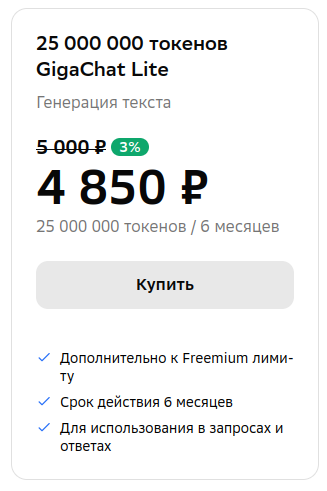 25 000 000 токенов
GigaChat Lite
Генерация текста
5 000 ₽ 3%
4 850 ₽
25 000 000 токенов / 6 месяцев
Купить
Дополнительно к Freemium лими-
ту
Срок действия 6 месяцев
Для использования в запросах и
ответах